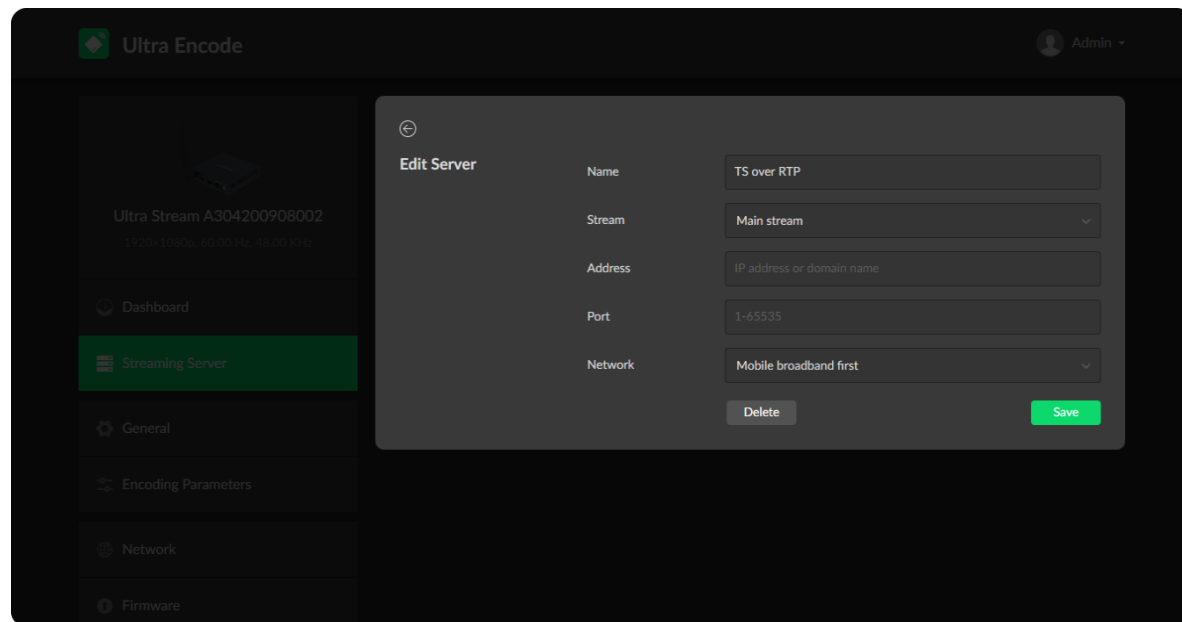 Ultra Encode
Admin
Ultra Stream A304200908002
1920×1080p, 60.00 Hz, 48.00 KHz
Dashboard
Streaming Server
General
Encoding Parameters
Network
Firmware
Edit Server
Name
TS over RTP
Stream
Main stream
Address
IP address or domain name
Port
1-65535
Network
Mobile broadband first
Delete
Save